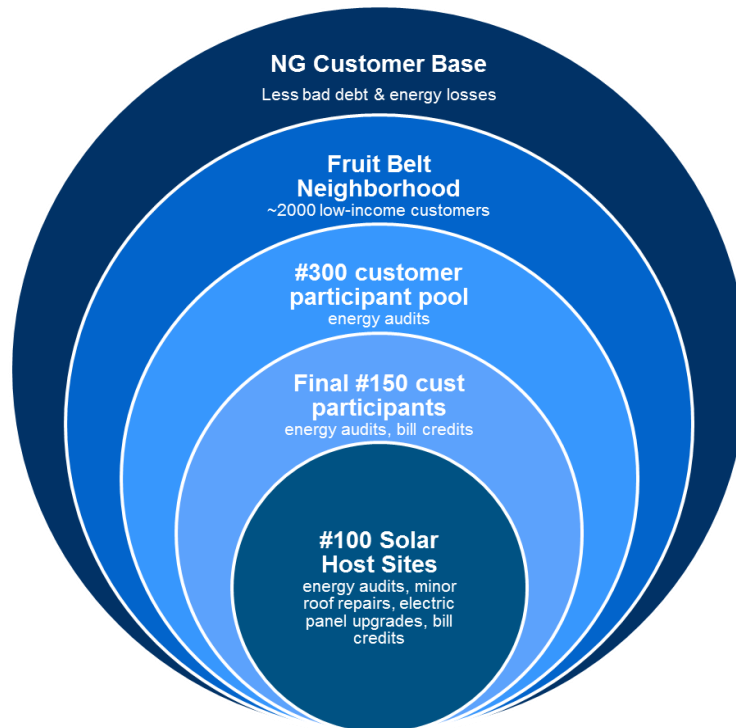 NG Customer Base
Less bad debt & energy losses
Fruit Belt
Neighborhood
~2000 low-income customers
#300 customer
participant pool
energy audits
Final #150 cust
participants
energy audits, bill credits
#100 Solar
Host Sites
energy audits, minor
roof repairs, electric
panel upgrades, bill
credits